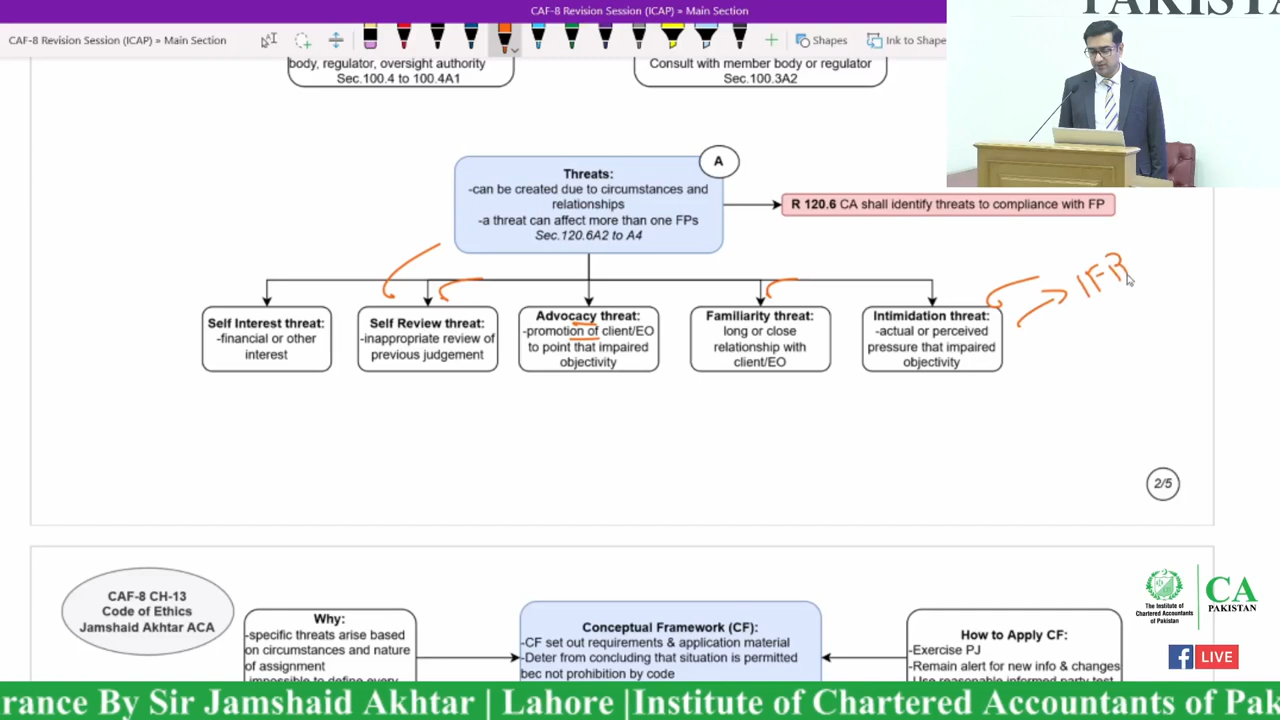 CAF-8 Revision Session (ICAP) » Main Section
PAKISTA
CAF-8 Revision Session (ICAP) » Main Section
Shapes
Ink to Shape
body, regulator, oversight authority
Sec.100.4 to 100.4A1
Consult with member body or regulator
Sec.100.3A2
A
Threats:
-can be created due to circumstances and
relationships
-a threat can affect more than one FPs
Sec.120.6A2 to A4
R 120.6 CA shall identify threats to compliance with FP
IFR
Self Interest threat:
-financial or other
interest
Self Review threat:
-inappropriate review of
previous judgement
Advocacy threat:
-promotion of client/EO
to point that impaired
objectivity
Familiarity threat:
long or close
relationship with
client/EO
Intimidation threat:
-actual or perceived
pressure that impaired
objectivity
2/5
CAF-8 CH-13
Code of Ethics
Jamshaid Akhtar ACA
Why:
-specific threats arise based
on circumstances and nature
of assignment
impossible to define every
Conceptual Framework (CF):
-CF set out requirements & application material
-Deter from concluding that situation is permitted
bec not prohibition by code
How to Apply CF:
-Exercise PJ
-Remain alert for new info & changes
Use reasonable informed party test
The Institute of
Chartered Accountants
of Pakistan
CA
PAKISTAN
f LIVE
rance By Sir Jamshaid Akhtar | Lahore |Institute of Chartered Accountants of Pak